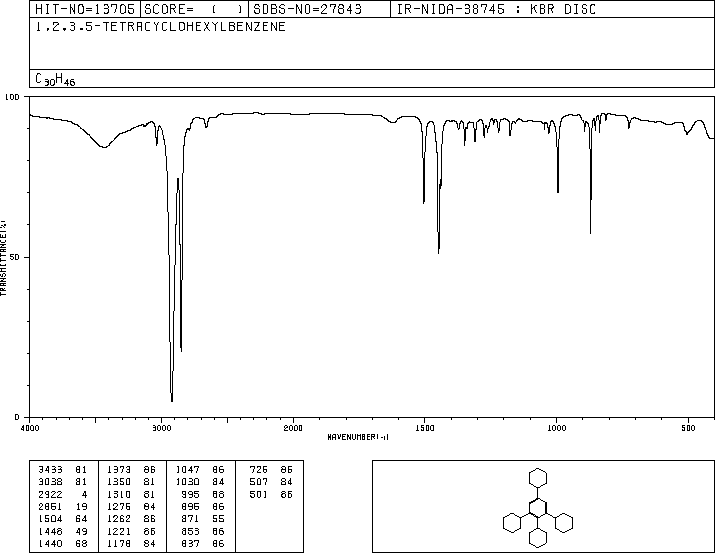 HIT-NO=13705 SCORE= ( ) SDBS-NO=27843 IR-NIDA-38745 : KBR DISC
1,2,3,5-TETRACYCLOHEXYLBENZENE
C30H46
100
TRANSMITTANCE(%)
50
0
4000 3000 2000 1500 1000 500
WAVENUMBER(-1)
3433 81 1373 86 1047 86 726 86
3038 81 1350 81 1030 84 507 84
2922 4 1310 81 995 68 501 86
2851 19 1276 84 895 86
1504 64 1262 86 871 55
1446 49 1221 86 853 86
1440 68 1178 84 837 86